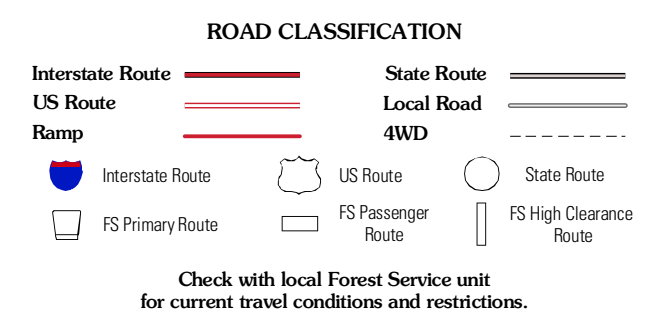 ROAD CLASSIFICATION
Interstate Route
State Route
US Route
Local Road
Ramp
4WD
Interstate Route
US Route
State Route
FS Primary Route
FS Passenger
Route
FS High Clearance
Route
Check with local Forest Service unit
for current travel conditions and restrictions.